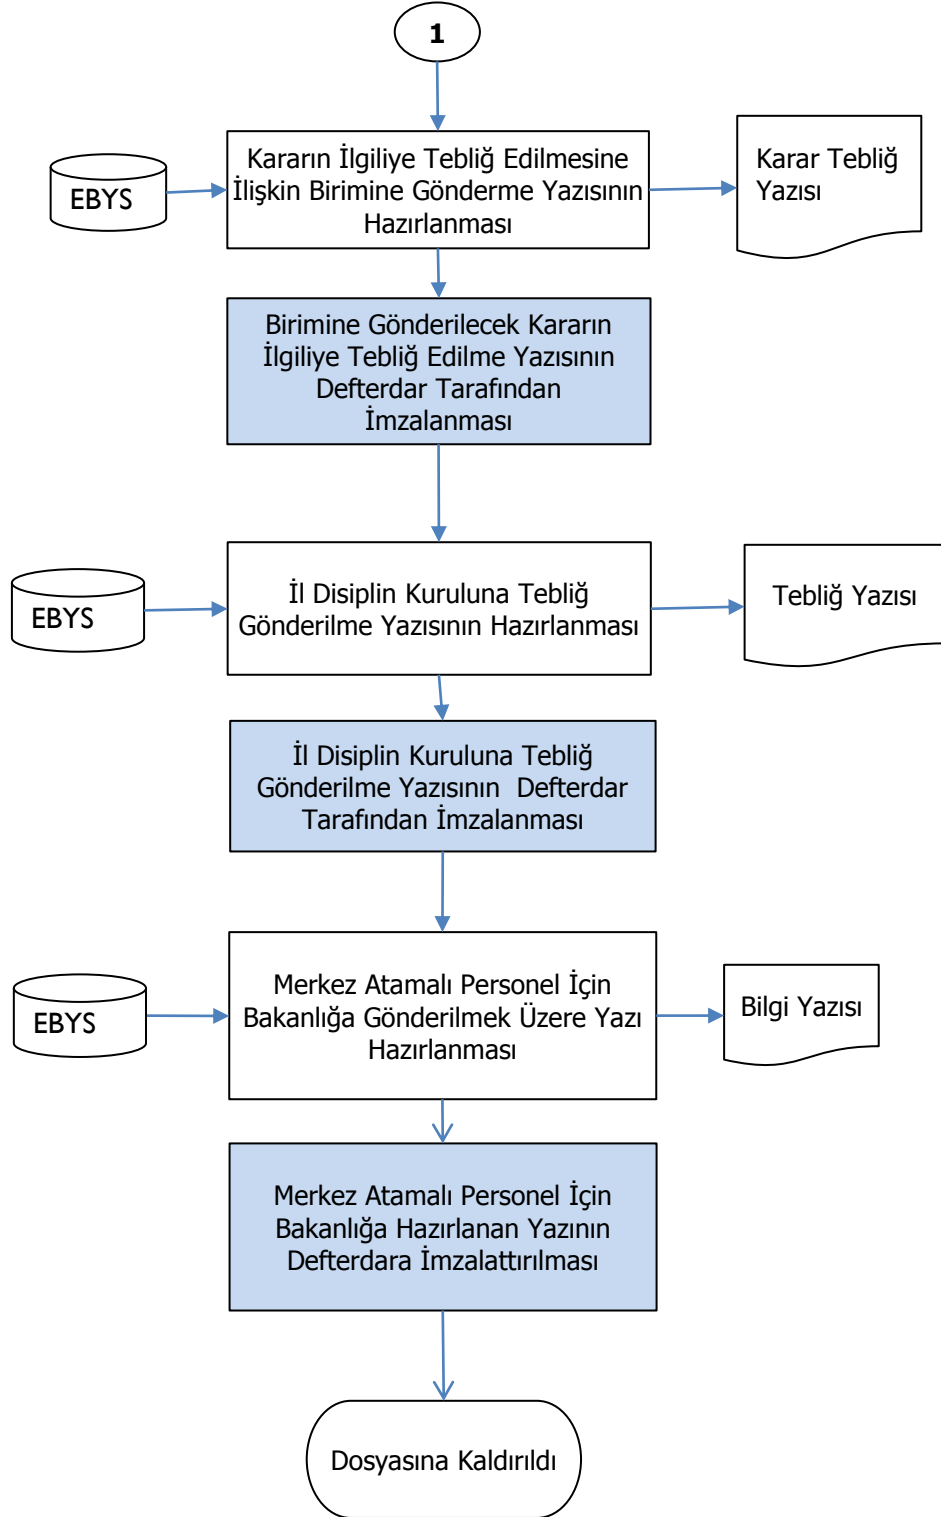 1
Kararın İlgiliye Tebliğ Edilmesine
İlişkin Birimine Gönderme Yazısının
Hazırlanması
EBYS
Karar Tebliğ
Yazısı
Birimine Gönderilecek Kararın
İlgiliye Tebliğ Edilme Yazısının
Defterdar Tarafından
İmzalanması
EBYS
İl Disiplin Kuruluna Tebliğ
Gönderilme Yazısının Hazırlanması
Tebliğ Yazısı
İl Disiplin Kuruluna Tebliğ
Gönderilme Yazısının  Defterdar
Tarafından İmzalanması
EBYS
Merkez Atamalı Personel İçin
Bakanlığa Gönderilmek Üzere Yazı
Hazırlanması
Bilgi Yazısı
Merkez Atamalı Personel İçin
Bakanlığa Hazırlanan Yazının
Defterdara İmzalattırılması
Dosyasına Kaldırıldı